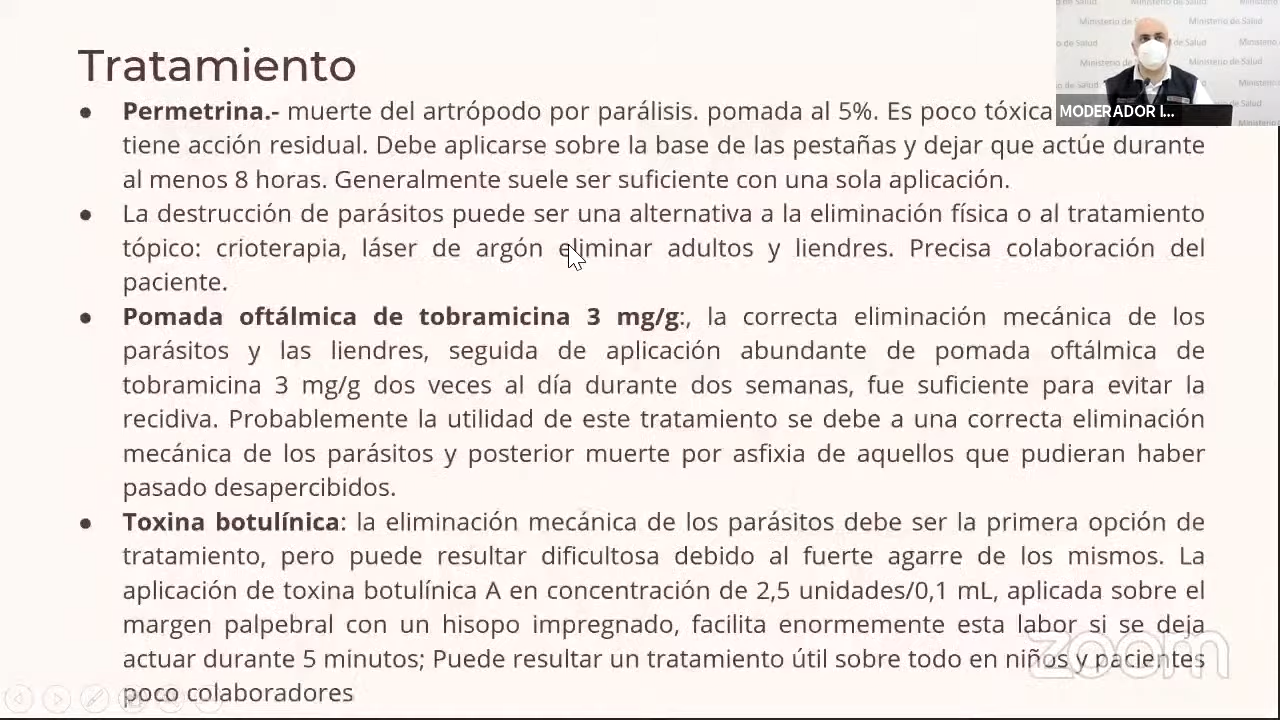 Tratamiento
● Permetrina.- muerte del artrópodo por parálisis. pomada al 5%. Es poco tóxica
tiene acción residual. Debe aplicarse sobre la base de las pestañas y dejar que actúe durante
al menos 8 horas. Generalmente suele ser suficiente con una sola aplicación.
● La destrucción de parásitos puede ser una alternativa a la eliminación física o al tratamiento
tópico: crioterapia, láser de argón eliminar adultos y liendres. Precisa colaboración del
paciente.
● Pomada oftálmica de tobramicina 3 mg/g:, la correcta eliminación mecánica de los
parásitos y las liendres, seguida de aplicación abundante de pomada oftálmica de
tobramicina 3 mg/g dos veces al día durante dos semanas, fue suficiente para evitar la
recidiva. Probablemente la utilidad de este tratamiento se debe a una correcta eliminación
mecánica de los parásitos y posterior muerte por asfixia de aquellos que pudieran haber
pasado desapercibidos.
● Toxina botulínica: la eliminación mecánica de los parásitos debe ser la primera opción de
tratamiento, pero puede resultar dificultosa debido al fuerte agarre de los mismos. La
aplicación de toxina botulínica A en concentración de 2,5 unidades/0,1 mL, aplicada sobre el
margen palpebral con un hisopo impregnado, facilita enormemente esta labor si se deja
actuar durante 5 minutos; Puede resultar un tratamiento útil sobre todo en niños y pacientes
poco colaboradores
Ministerio de Salud
MODERADOR I...
zoom